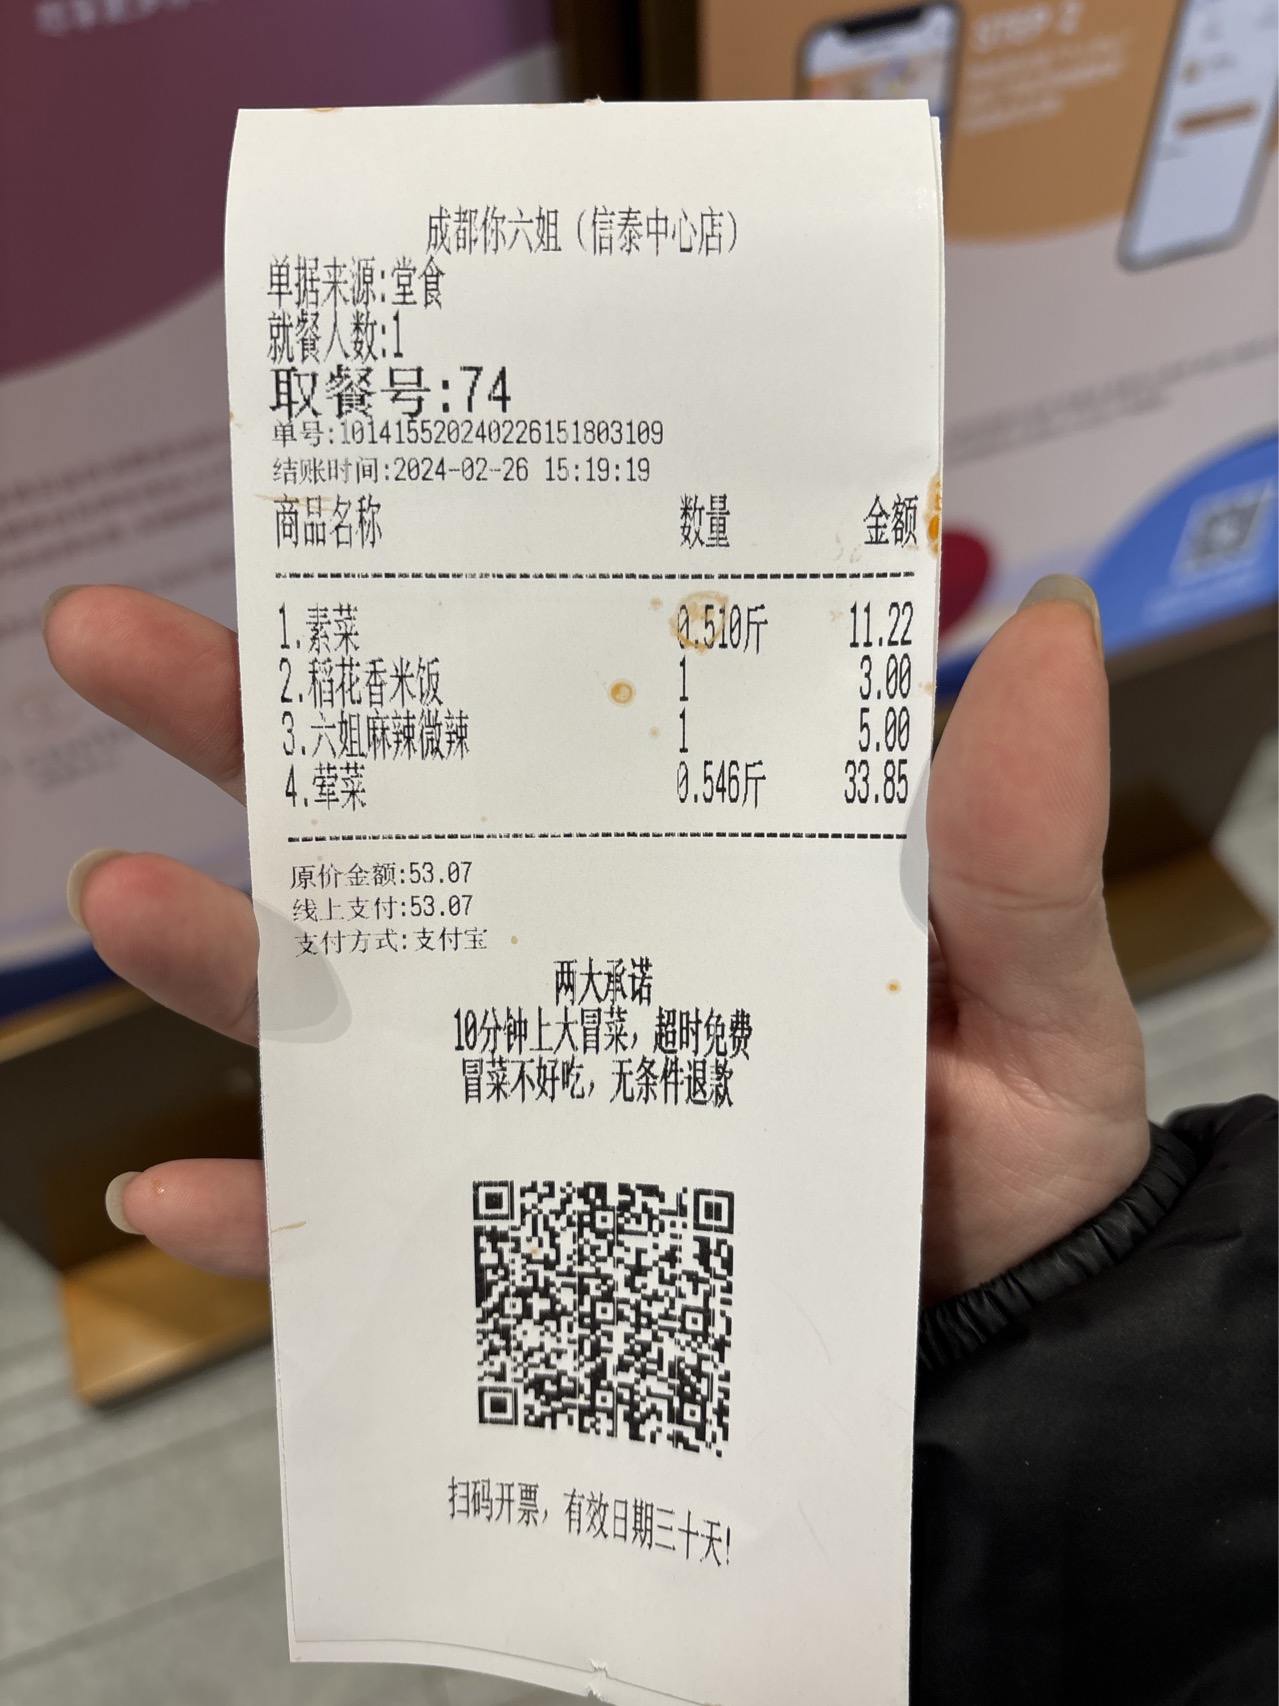 STEP 2
成都你六姐（信泰中心店）
单据来源:堂食
就餐人数:1
取餐号:74
单号:101415520240226151803109
结账时间:2024-02-26 15:19:19
商品名称 数量 金额
1.素菜 0.510斤 11.22
2.稻花香米饭 1 3.00
3.六姐麻辣微辣 1 5.00
4.荤菜 0.546斤 33.85
原价金额:53.07
线上支付:53.07
支付方式:支付宝
两大承诺
10分钟上大冒菜，超时免费
冒菜不好吃，无条件退款
扫码开票，有效日期三十天!